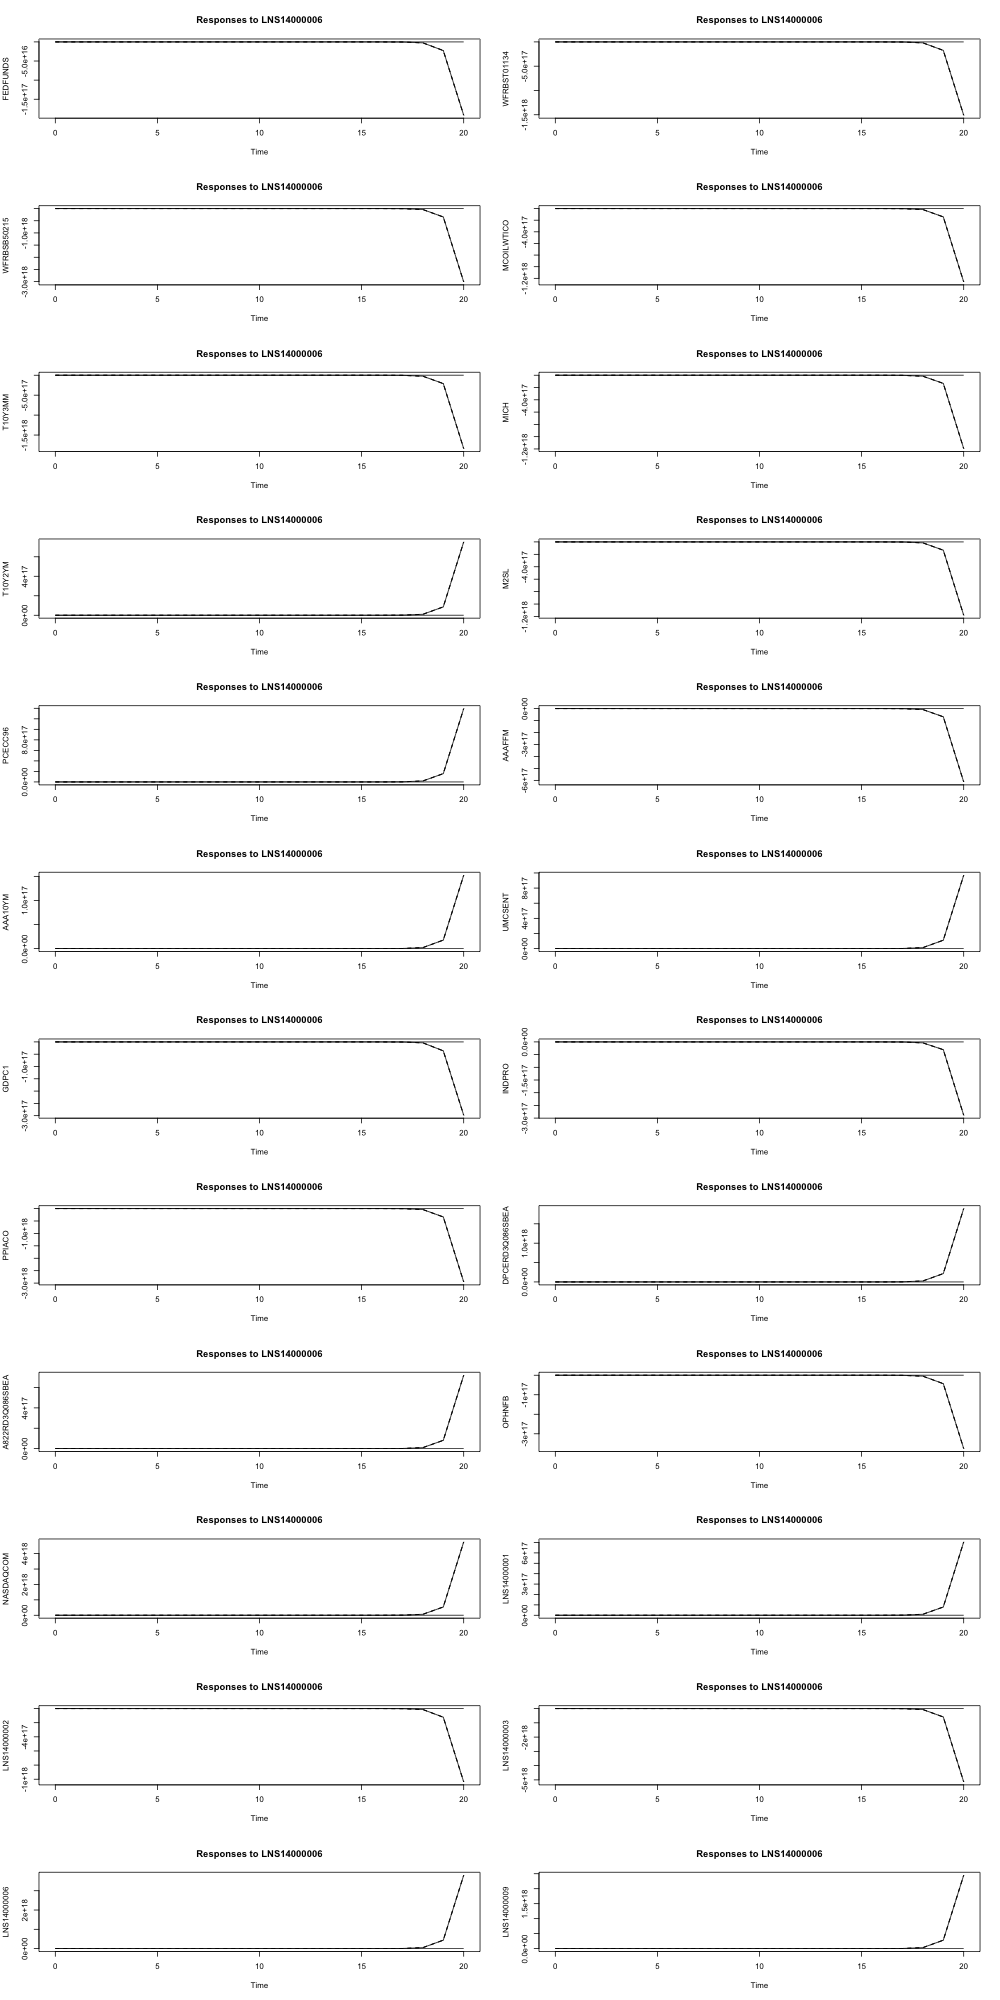 Responses to LNS14000006
FEDFUNDS
-1.5e+17 -5.0e+16
0 5 10 15 20
Time
Responses to LNS14000006
WFRBST01134
-1.5e+18 -5.0e+17
0 5 10 15 20
Time
Responses to LNS14000006
WFRBSB50215
-3.0e+18 -1.0e+18
0 5 10 15 20
Time
Responses to LNS14000006
MCOILWTICO
-1.2e+18 -4.0e+17
0 5 10 15 20
Time
Responses to LNS14000006
T10Y3MM
-1.5e+18 -5.0e+17
0 5 10 15 20
Time
Responses to LNS14000006
MICH
-1.2e+18 -4.0e+17
0 5 10 15 20
Time
Responses to LNS14000006
T10Y2YM
0e+00 4e+17
0 5 10 15 20
Time
Responses to LNS14000006
M2SL
-1.2e+18 -4.0e+17
0 5 10 15 20
Time
Responses to LNS14000006
PCECC96
0.0e+00 8.0e+17
0 5 10 15 20
Time
Responses to LNS14000006
AAAFFM
-6e+17 -3e+17 0e+00
0 5 10 15 20
Time
Responses to LNS14000006
AAA10YM
0.0e+00 1.0e+17
0 5 10 15 20
Time
Responses to LNS14000006
UMCSENT
0e+00 4e+17 8e+17
0 5 10 15 20
Time
Responses to LNS14000006
GDPC1
-3.0e+17 -1.0e+17
0 5 10 15 20
Time
Responses to LNS14000006
INDPRO
-3.0e+17 -1.5e+17 0.0e+00
0 5 10 15 20
Time
Responses to LNS14000006
PPIACO
-3.0e+18 -1.0e+18
0 5 10 15 20
Time
Responses to LNS14000006
DPCERD3Q086SBEA
0.0e+00 1.0e+18
0 5 10 15 20
Time
Responses to LNS14000006
A822RD3Q086SBEA
0e+00 4e+17
0 5 10 15 20
Time
Responses to LNS14000006
OPHNFB
-3e+17 -1e+17
0 5 10 15 20
Time
Responses to LNS14000006
NASDAQCOM
0e+00 2e+18 4e+18
0 5 10 15 20
Time
Responses to LNS14000006
LNS14000001
0e+00 3e+17 6e+17
0 5 10 15 20
Time
Responses to LNS14000006
LNS14000002
-1e+18 -4e+17
0 5 10 15 20
Time
Responses to LNS14000006
LNS14000003
-5e+18 -2e+18
0 5 10 15 20
Time
Responses to LNS14000006
LNS14000006
0e+00 2e+18
0 5 10 15 20
Time
Responses to LNS14000006
LNS14000009
0.0e+00 1.5e+18
0 5 10 15 20
Time